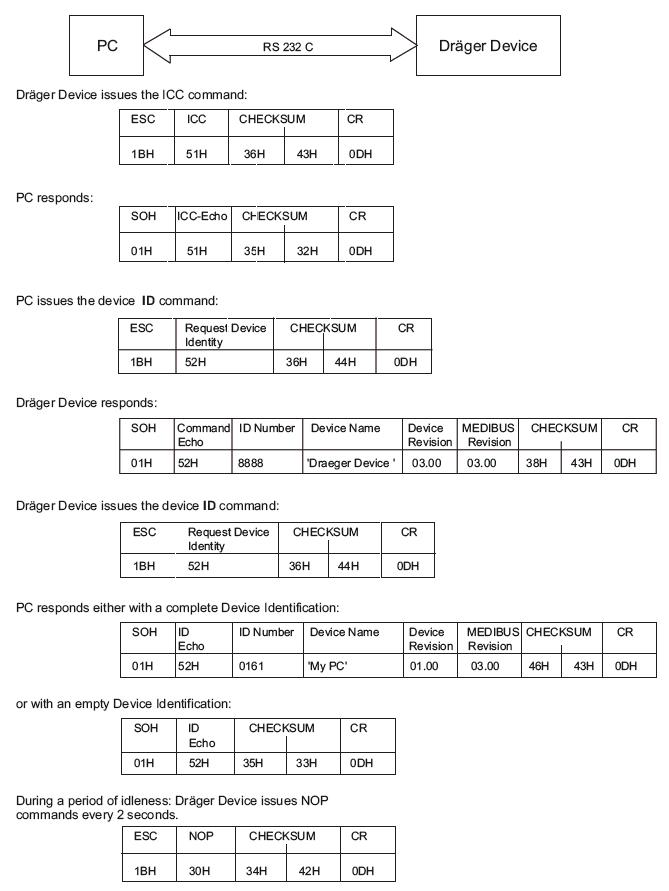 PC RS 232 C Dräger Device
Dräger Device issues the ICC command:
ESC ICC CHECKSUM CR
1BH 51H 36H 43H 0DH
PC responds:
SOH ICC-Echo CHECKSUM CR
01H 51H 35H 32H 0DH
PC issues the device ID command:
ESC Request Device CHECKSUM CR
Identity
1BH 52H 36H 44H 0DH
Dräger Device responds:
SOH Command ID Number Device Name Device MEDIBUS CHECKSUM CR
Echo Revision Revision
01H 52H 8888 'Draeger Device ' 03.00 03.00 38H 43H 0DH
Dräger Device issues the device ID command:
ESC Request Device CHECKSUM CR
Identity
1BH 52H 36H 44H 0DH
PC responds either with a complete Device Identification:
SOH ID ID Number Device Name Device MEDIBUS CHECKSUM CR
Echo Revision Revision
01H 52H 0161 'My PC' 01.00 03.00 46H 43H 0DH
or with an empty Device Identification:
SOH ID CHECKSUM CR
Echo
01H 52H 35H 33H 0DH
During a period of idleness: Dräger Device issues NOP
commands every 2 seconds.
ESC NOP CHECKSUM CR
1BH 30H 34H 42H 0DH